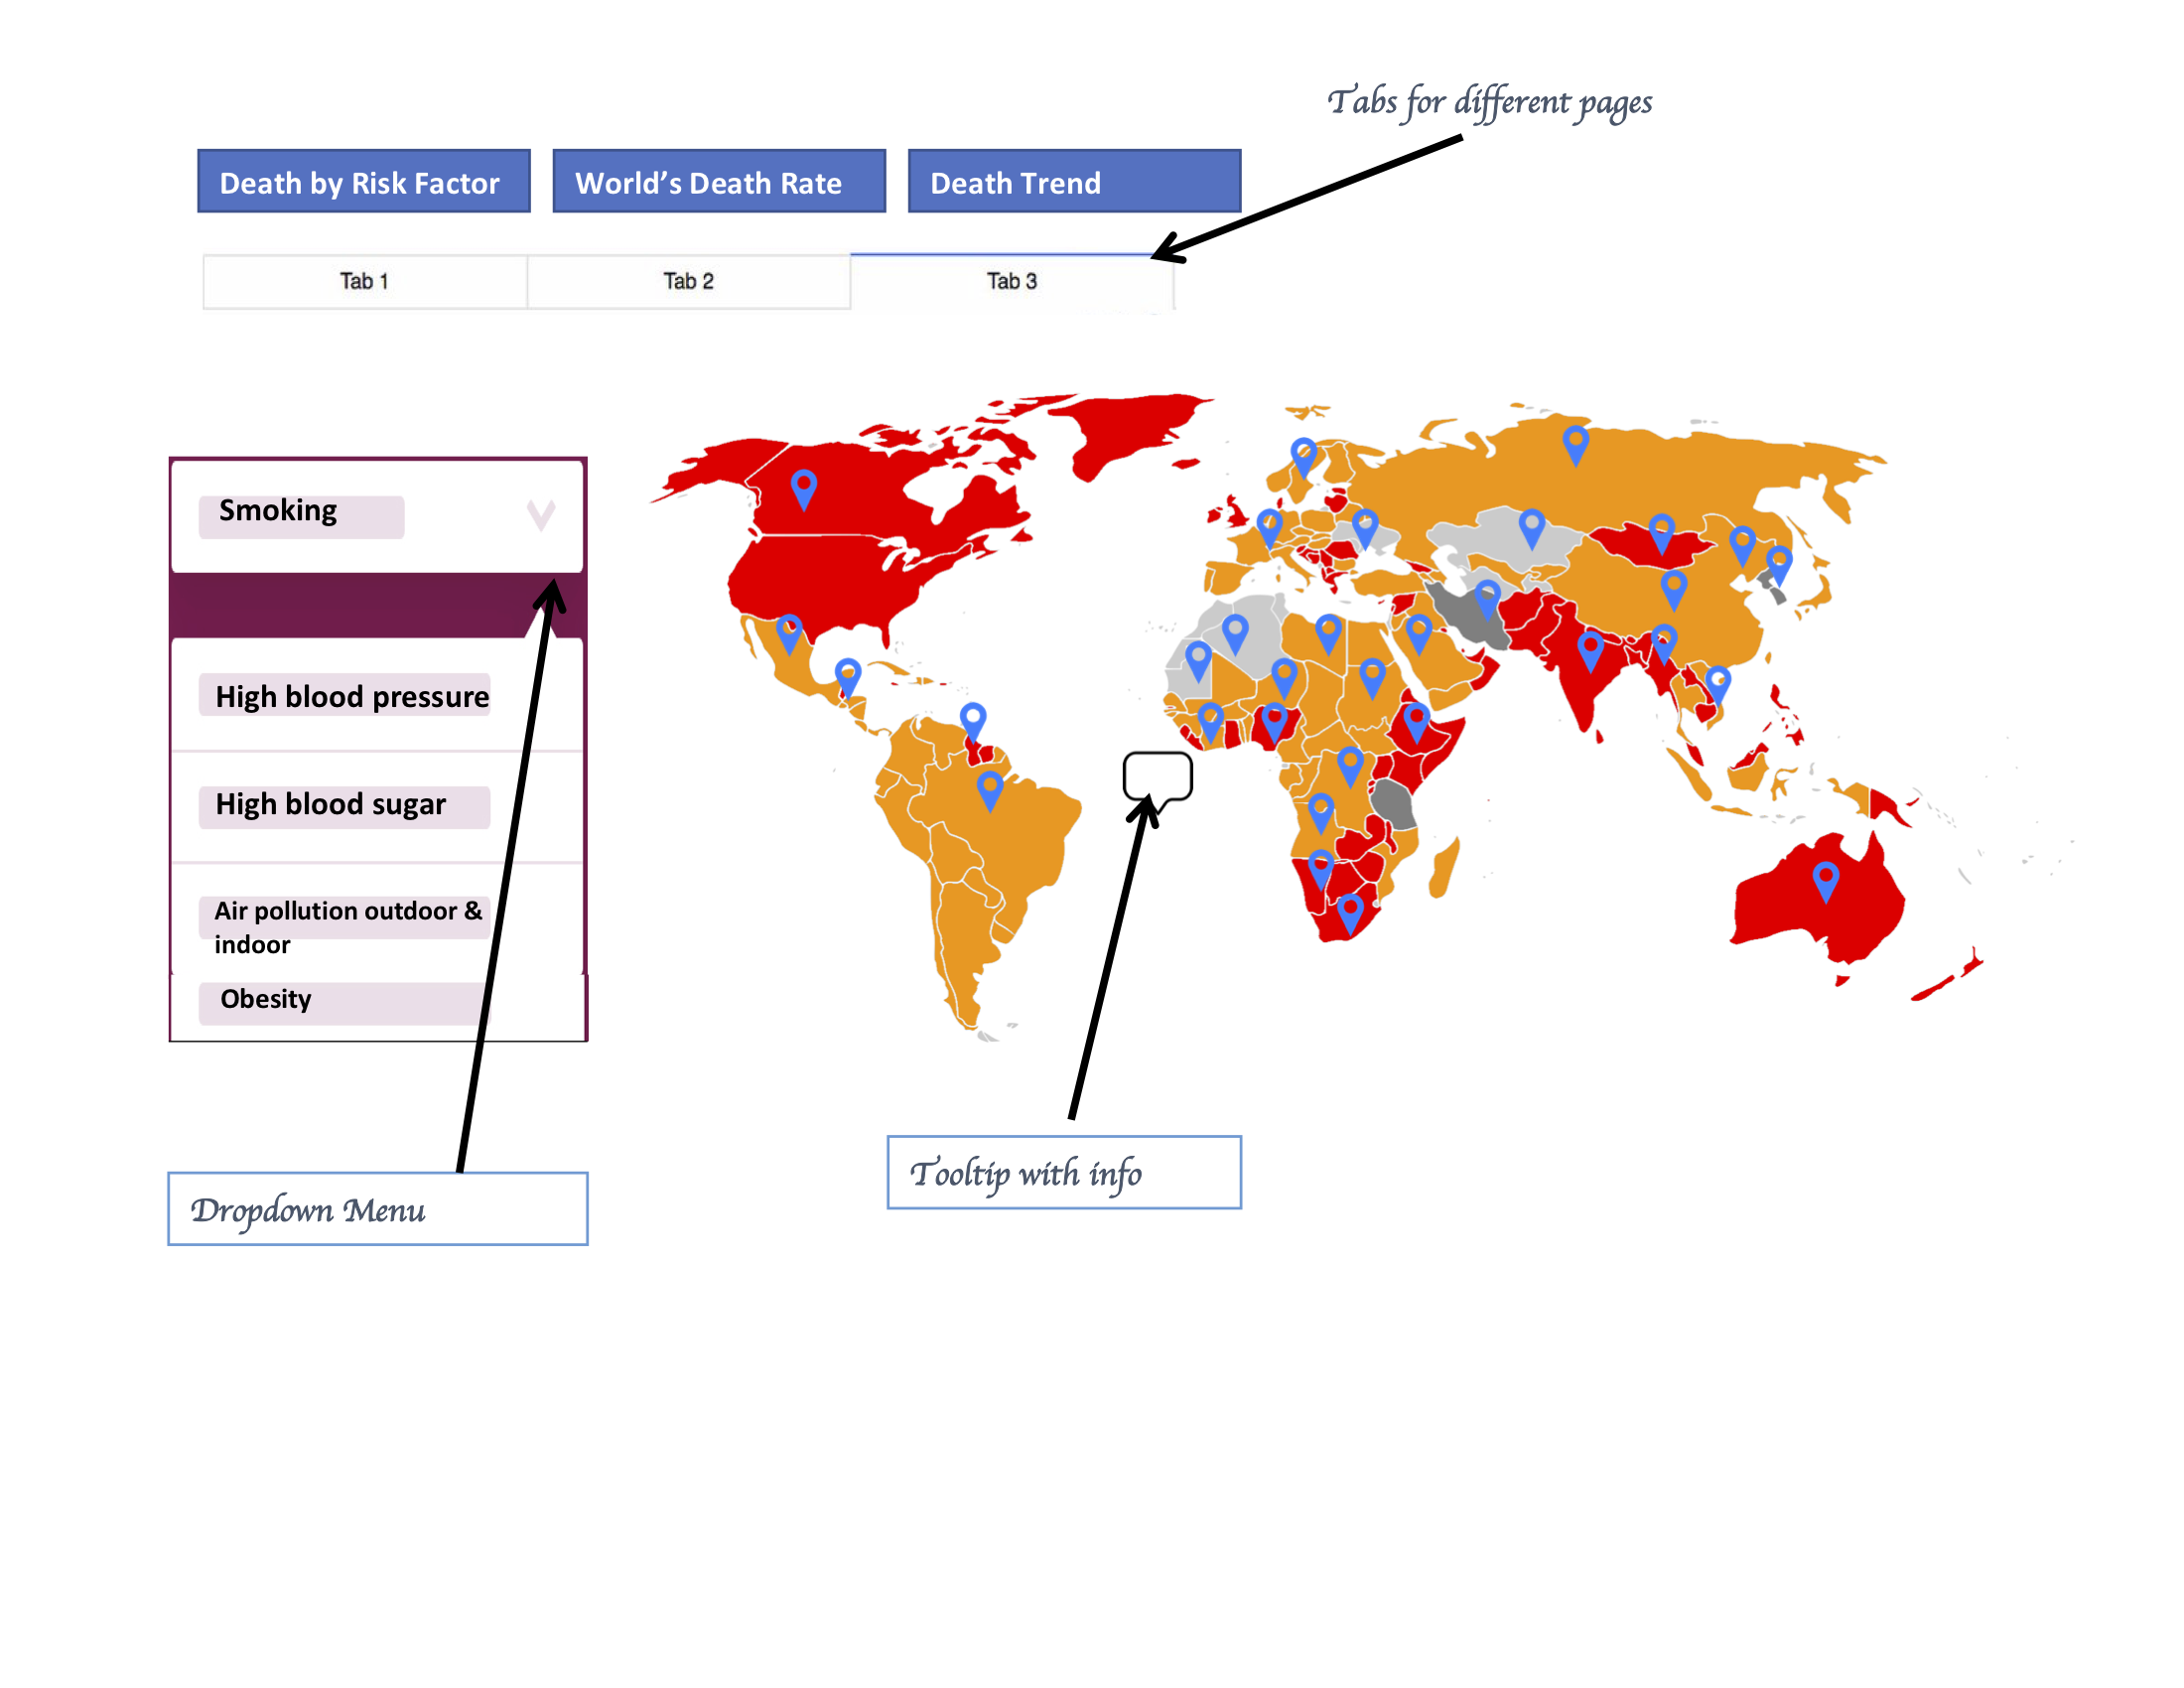 Tabs for different pages
Death by Risk Factor
World’s Death Rate
Death Trend
Tab 1
Tab 2
Tab 3
Smoking
High blood pressure
High blood sugar
Air pollution outdoor &
indoor
Obesity
Tooltip with info
Dropdown Menu